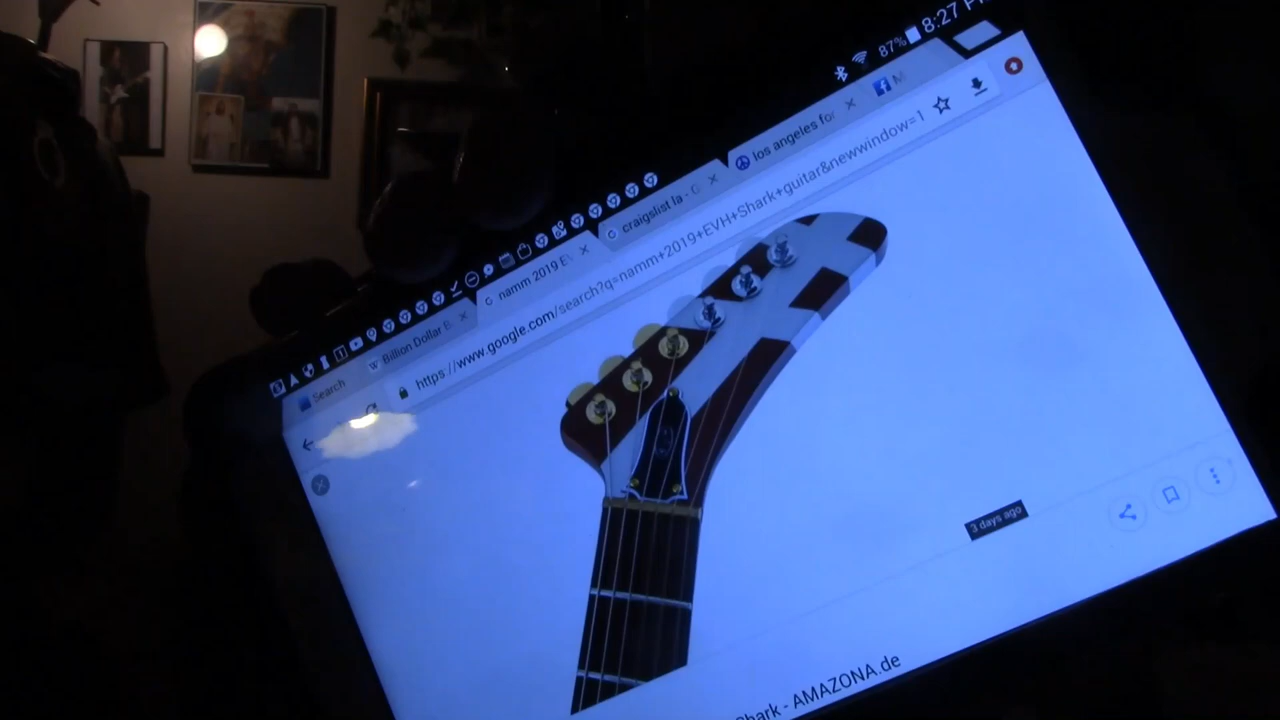 87% 8:27 P
Search
Billion Dollar B
namm 2019 EV
craigslist la - G
los angeles for
M
https://www.google.com/search?q=namm+2019+EVH+Shark+guitar&newwindow=1
3 days ago
Shark - AMAZONA.de